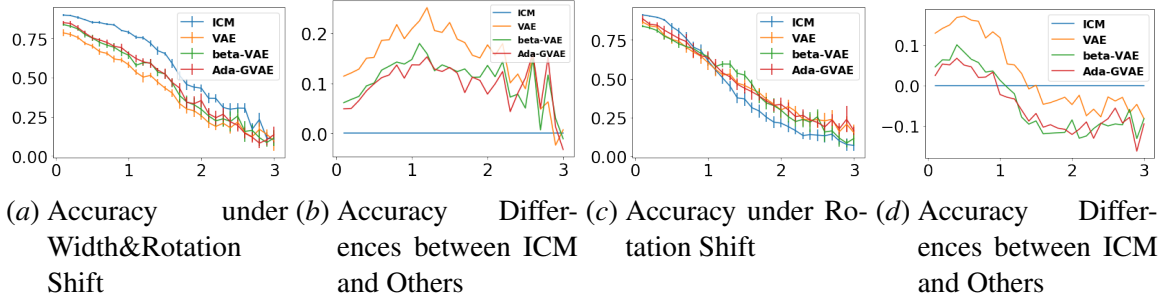 0.75
0.50
0.25
0.00
0
1
2
3
ICM
VAE
beta-VAE
Ada-GVAE
0.2
0.1
0.0
0
1
2
3
ICM
VAE
beta-VAE
Ada-GVAE
0.75
0.50
0.25
0.00
0
1
2
3
ICM
VAE
beta-VAE
Ada-GVAE
0.1
0.0
−0.1
0
1
2
3
ICM
VAE
beta-VAE
Ada-GVAE
(a) Accuracy under
Width&Rotation
Shift
(b) Accuracy Differ-
ences between ICM
and Others
(c) Accuracy under Ro-
tation Shift
(d) Accuracy Differ-
ences between ICM
and Others